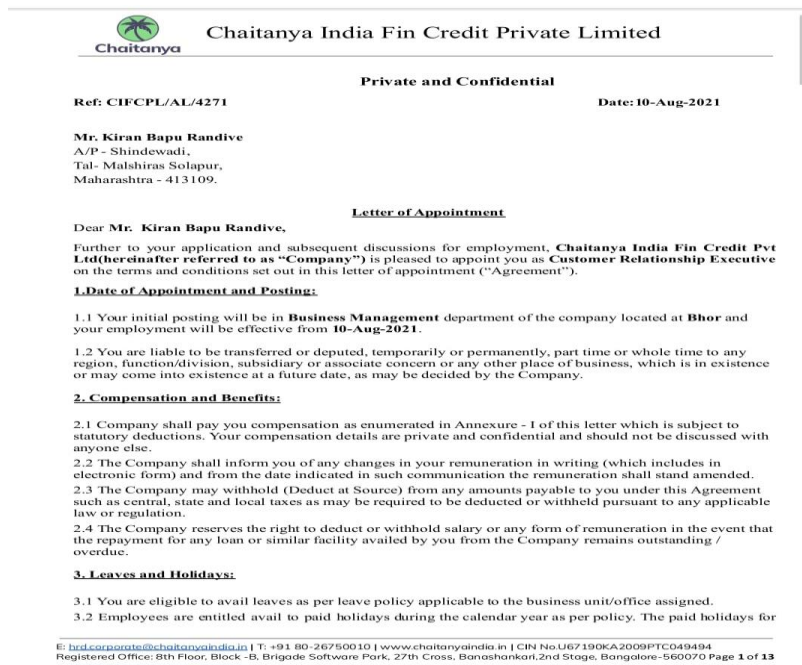 Chaitanya
Chaitanya India Fin Credit Private Limited
Private and Confidential
Ref: CIFCPL/AL/4271 Date: 10-Aug-2021
Mr. Kiran Bapu Randive
A/P - Shindewadi,
Tal- Malshiras Solapur,
Maharashtra - 413109.
Letter of Appointment
Dear Mr. Kiran Bapu Randive,
Further to your application and subsequent discussions for employment, Chaitanya India Fin Credit Pvt
Ltd(hereinafter referred to as “Company”) is pleased to appoint you as Customer Relationship Executive
on the terms and conditions set out in this letter of appointment (“Agreement”).
1.Date of Appointment and Posting:
1.1 Your initial posting will be in Business Management department of the company located at Bhor and
your employment will be effective from 10-Aug-2021.
1.2 You are liable to be transferred or deputed, temporarily or permanently, part time or whole time to any
region, function/division, subsidiary or associate concern or any other place of business, which is in existence
or may come into existence at a future date, as may be decided by the Company.
2. Compensation and Benefits:
2.1 Company shall pay you compensation as enumerated in Annexure - I of this letter which is subject to
statutory deductions. Your compensation details are private and confidential and should not be discussed with
anyone else.
2.2 The Company shall inform you of any changes in your remuneration in writing (which includes in
electronic form) and from the date indicated in such communication the remuneration shall stand amended.
2.3 The Company may withhold (Deduct at Source) from any amounts payable to you under this Agreement
such as central, state and local taxes as may be required to be deducted or withheld pursuant to any applicable
law or regulation.
2.4 The Company reserves the right to deduct or withhold salary or any form of remuneration in the event that
the repayment for any loan or similar facility availed by you from the Company remains outstanding /
overdue.
3. Leaves and Holidays:
3.1 You are eligible to avail leaves as per leave policy applicable to the business unit/office assigned.
3.2 Employees are entitled avail to paid holidays during the calendar year as per policy. The paid holidays for
E: hrd.corporate@chaitanyaindia.in | T: +91 80-26750010 | www.chaitanyaindia.in | CIN No.U67190KA2009PTC049494
Registered Office: 8th Floor, Block -B, Brigade Software Park, 27th Cross, Banashankari,2nd Stage, Bangalore-560070 Page 1 of 13